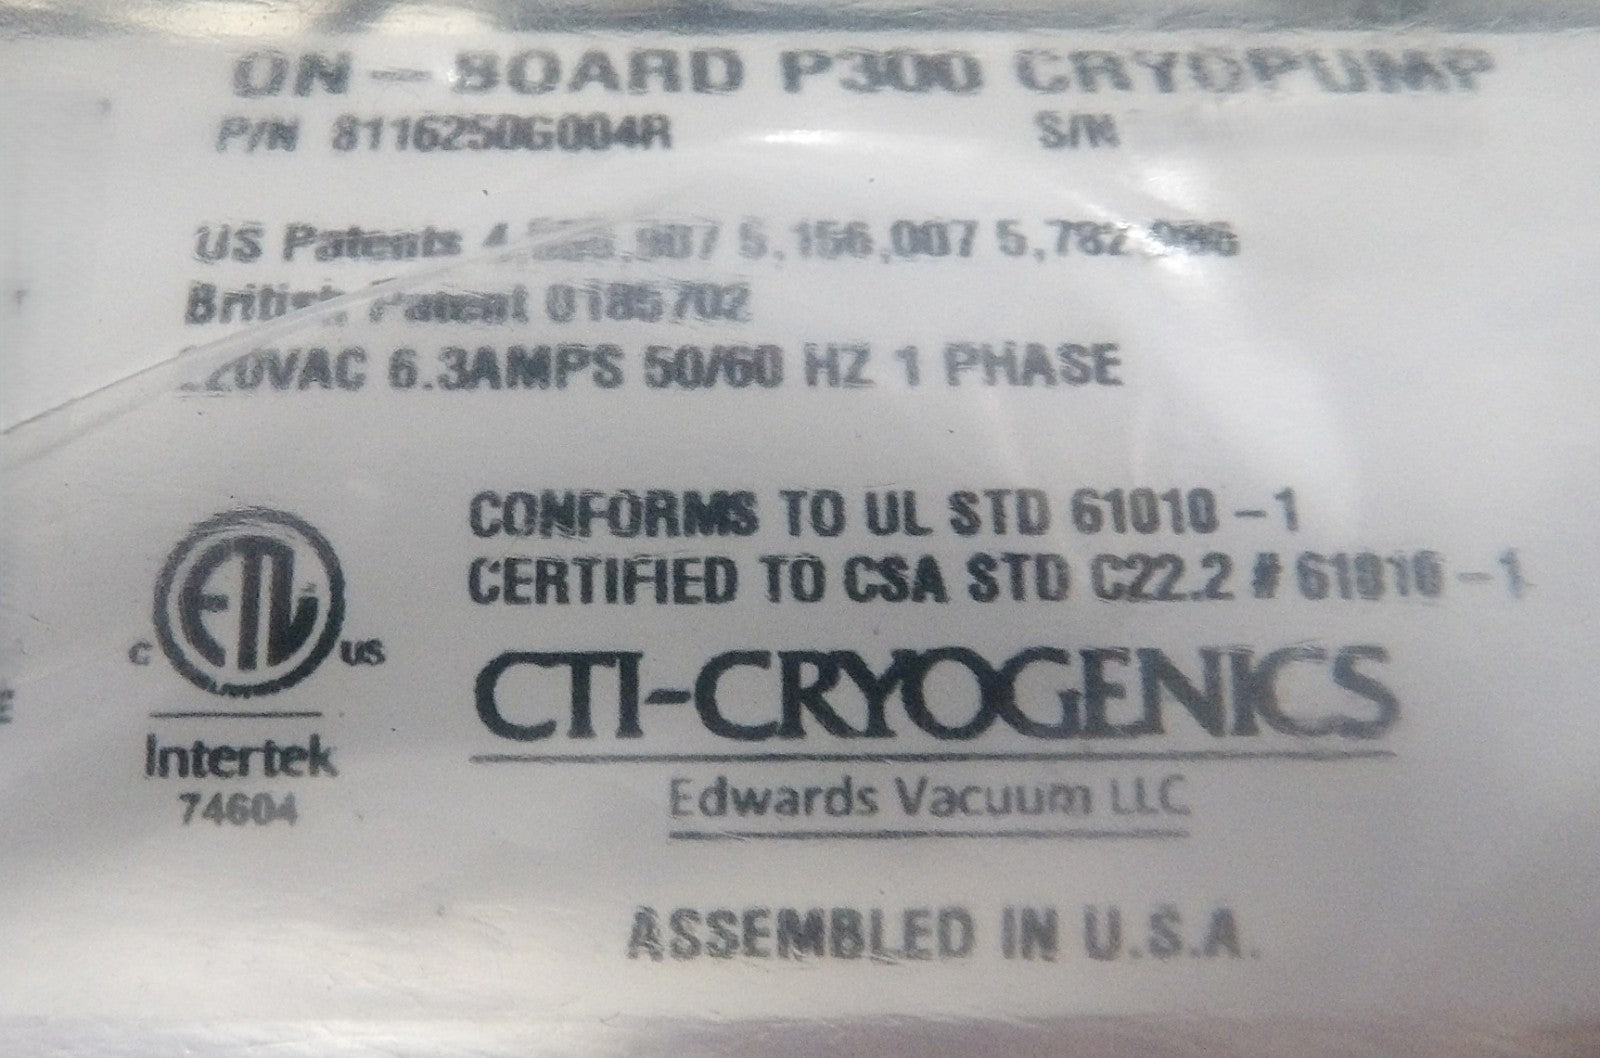 ON - BOARD P300 CRYOPUMP
P/N 8116250G004R S/N
US Patents 5,156,007
British Patent 0185702
6.3AMPS 50/60 HZ 1 PHASE
CONFORMS TO UL STD 61010 - 1
CERTIFIED TO CSA STD C22.2 # 61010 - 1
ETL
C US
Intertek
74604
CTI-CRYOGENICS
Edwards Vacuum LLC
ASSEMBLED IN U.S.A.